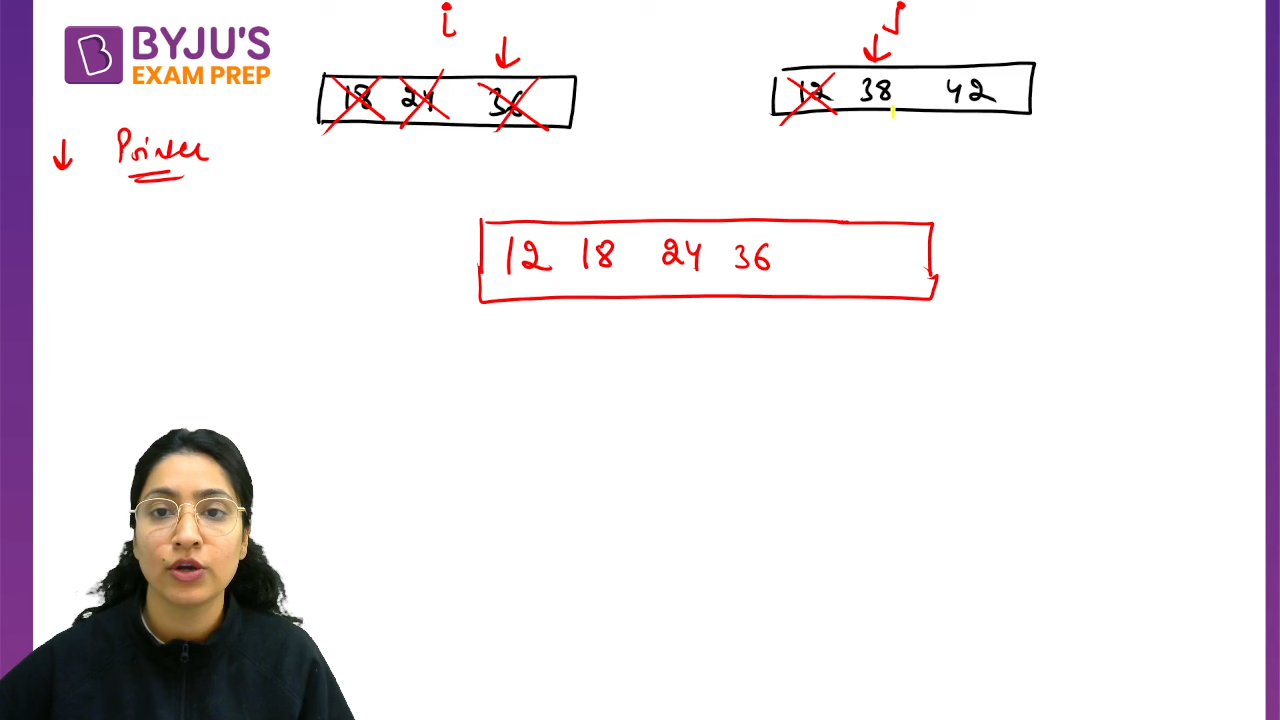 i
j
BYJU'S
EXAM PREP
18 24 36
12 38 42
↓ Pointer
12 18 24 36